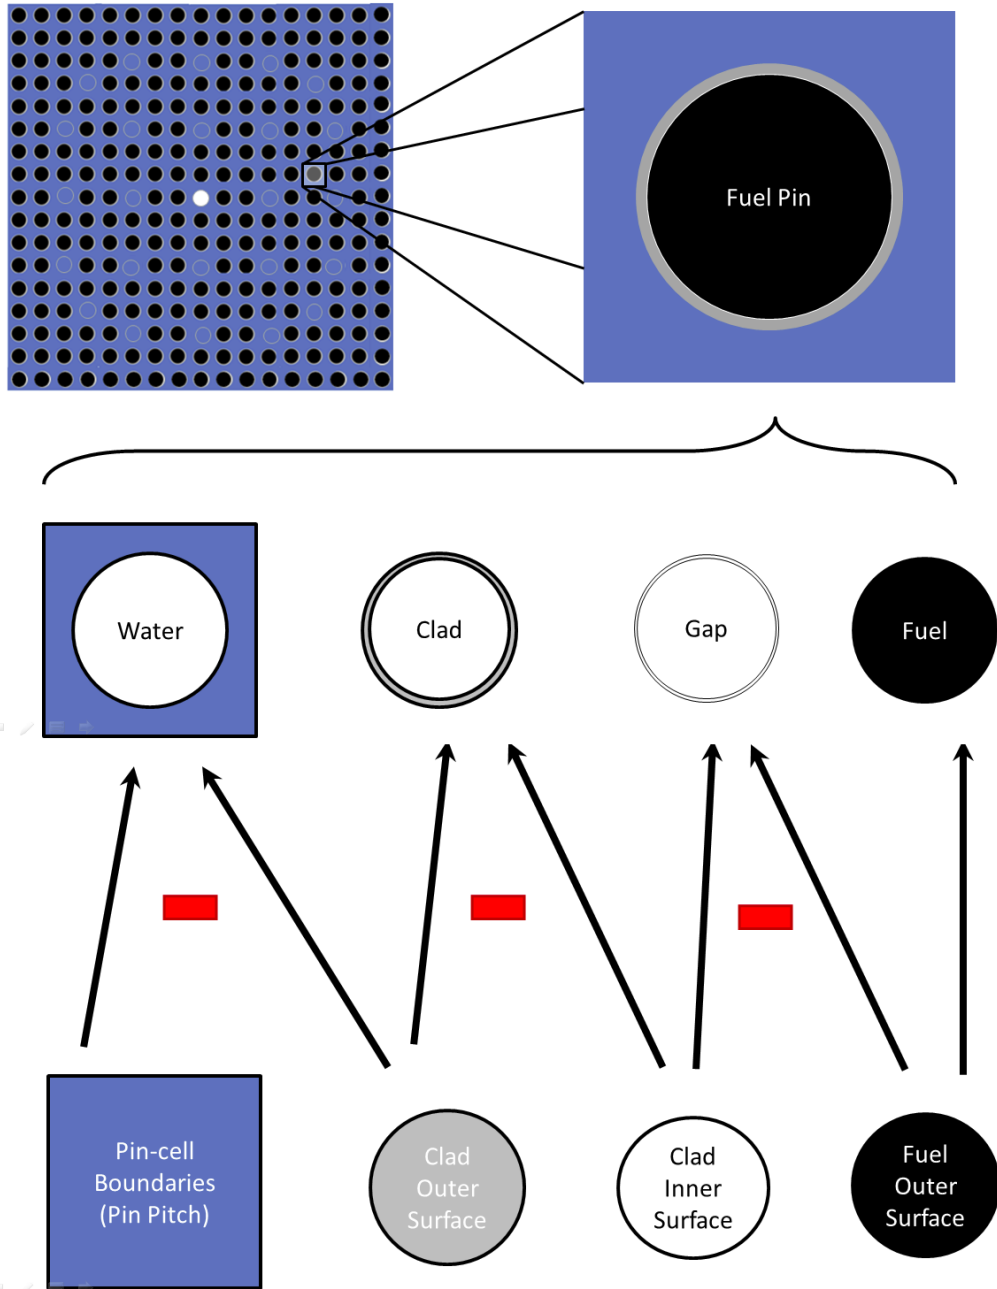 Fuel Pin
Water
Clad
Gap
Fuel
Pin-cell
Boundaries
(Pin Pitch)
Clad
Outer
Surface
Clad
Inner
Surface
Fuel
Outer
Surface